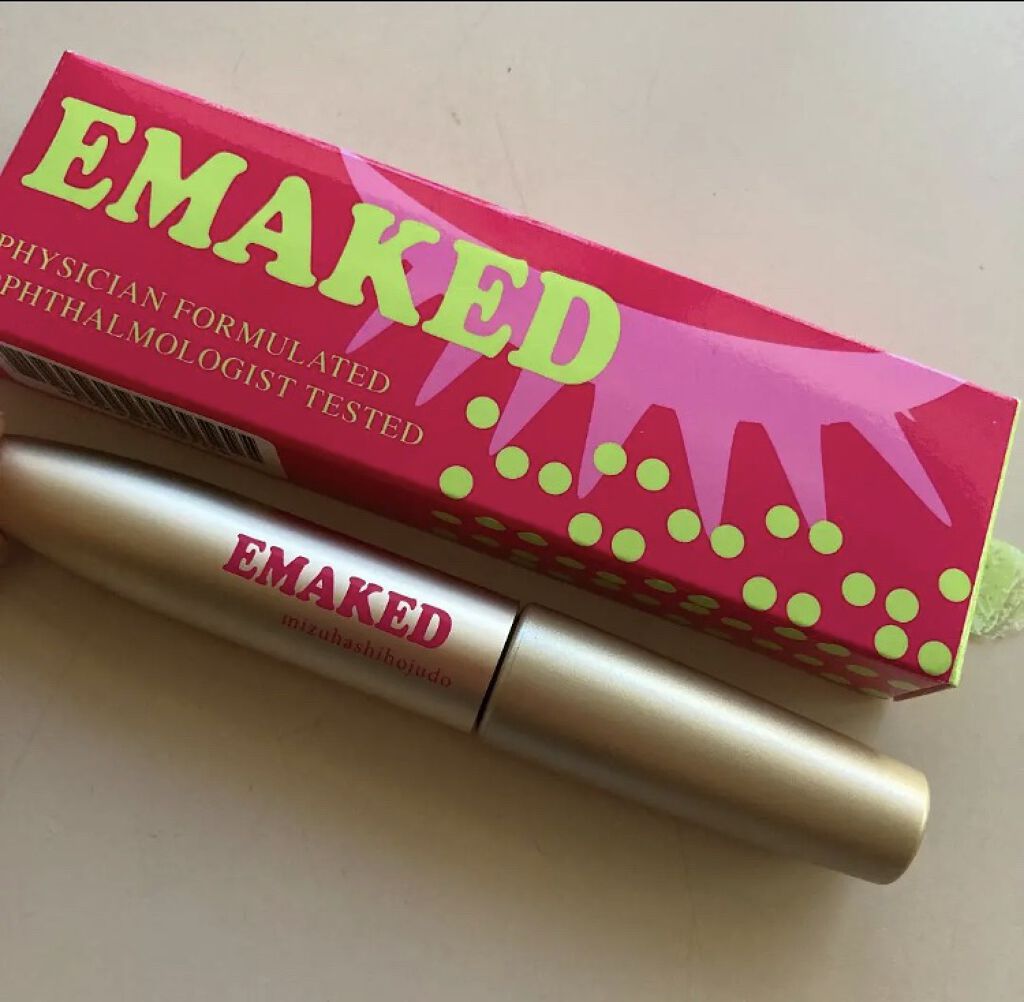 EMAKED
PHYSICIAN FORMULATED
OPHTHALMOLOGIST TESTED
EMAKED
mizuhashihojudo